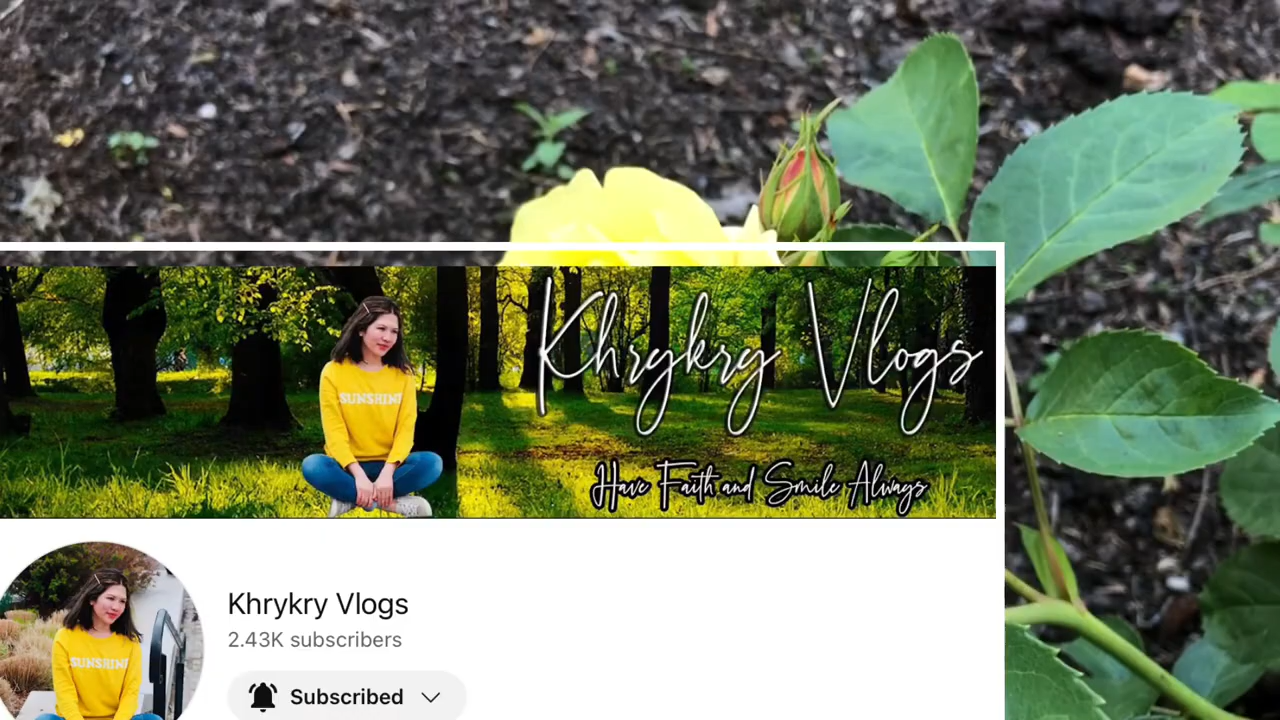 Khrykry Vlogs
SUNSHINE
Have Faith and Smile Always
Khrykry Vlogs
2.43K subscribers
SUNSHINE
Subscribed